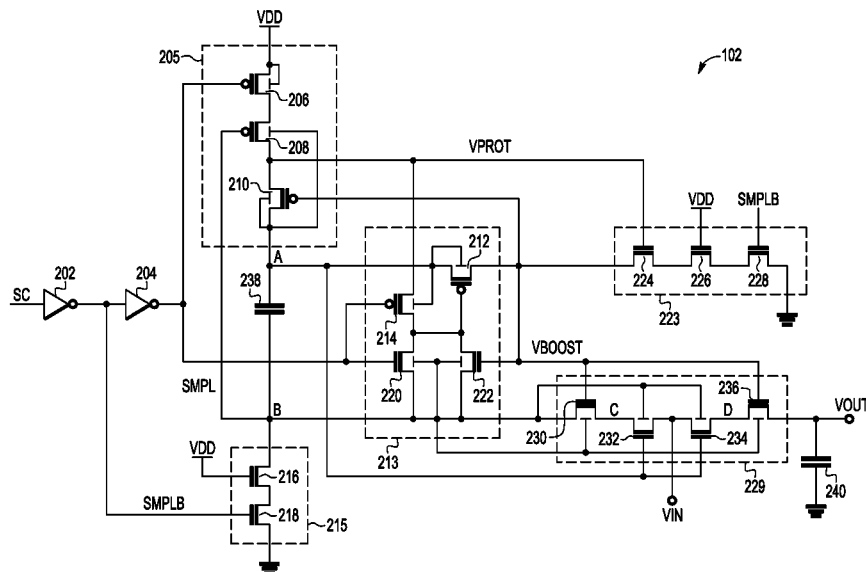 VDD
205
102
206
208
VPROT
210
VDD
SMPLB
212
A
202
204
238
224
226
228
SC
214
223
SMPL
VBOOST
220
222
236
B
230
C
D
VOUT
232
234
VDD
213
216
229
240
SMPLB
218
215
VIN